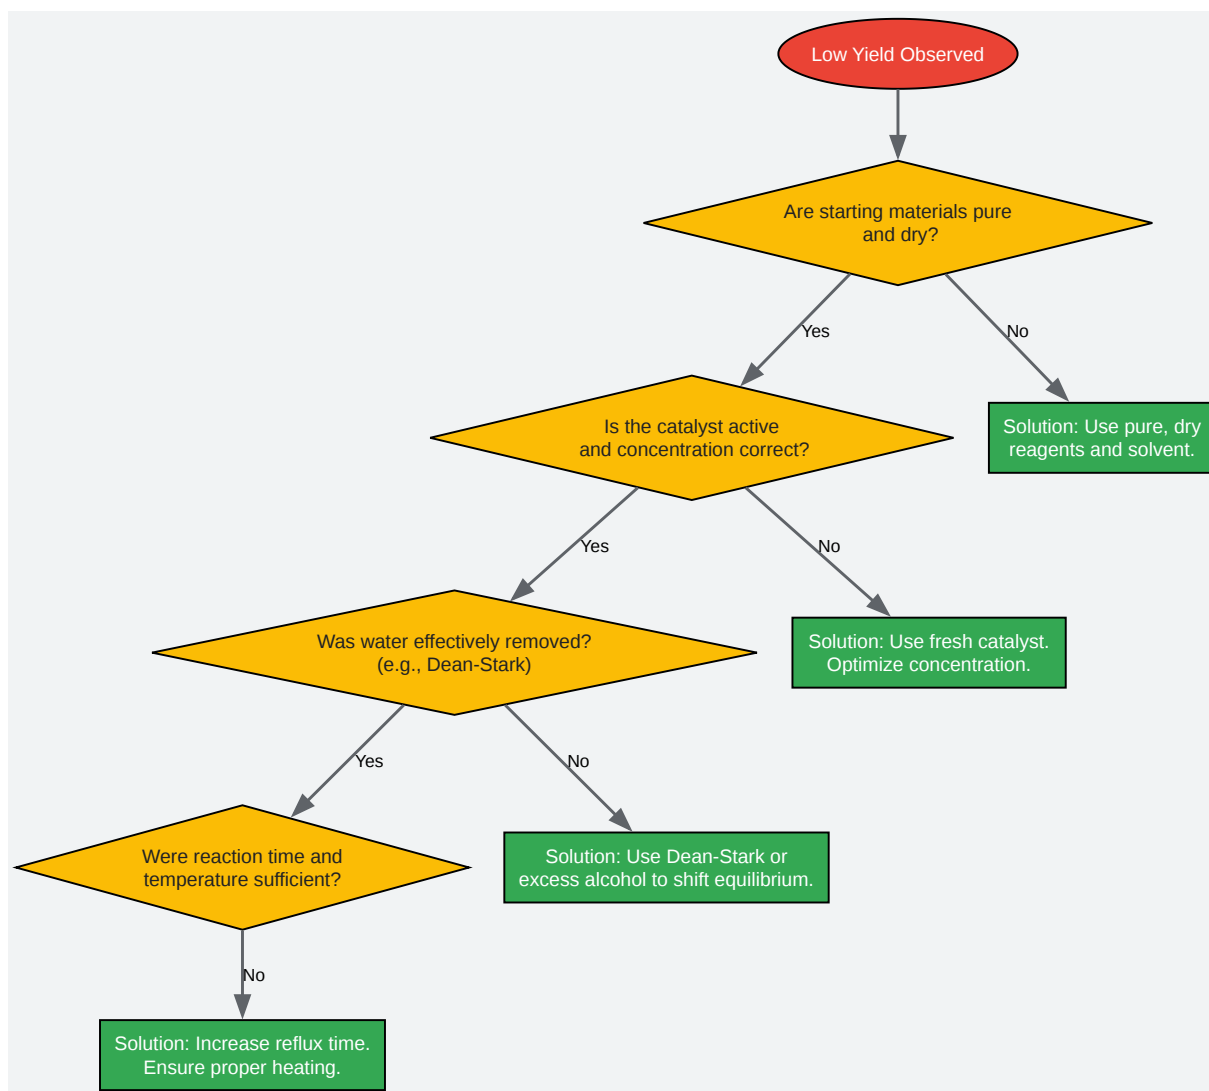 Low Yield Observed
Are starting materials pure
and dry?
Yes
No
Is the catalyst active
and concentration correct?
Solution: Use pure, dry
reagents and solvent.
Yes
No
Was water effectively removed?
(e.g., Dean-Stark)
Solution: Use fresh catalyst.
Optimize concentration.
Yes
No
Were reaction time and
temperature sufficient?
Solution: Use Dean-Stark or
excess alcohol to shift equilibrium.
No
Solution: Increase reflux time.
Ensure proper heating.